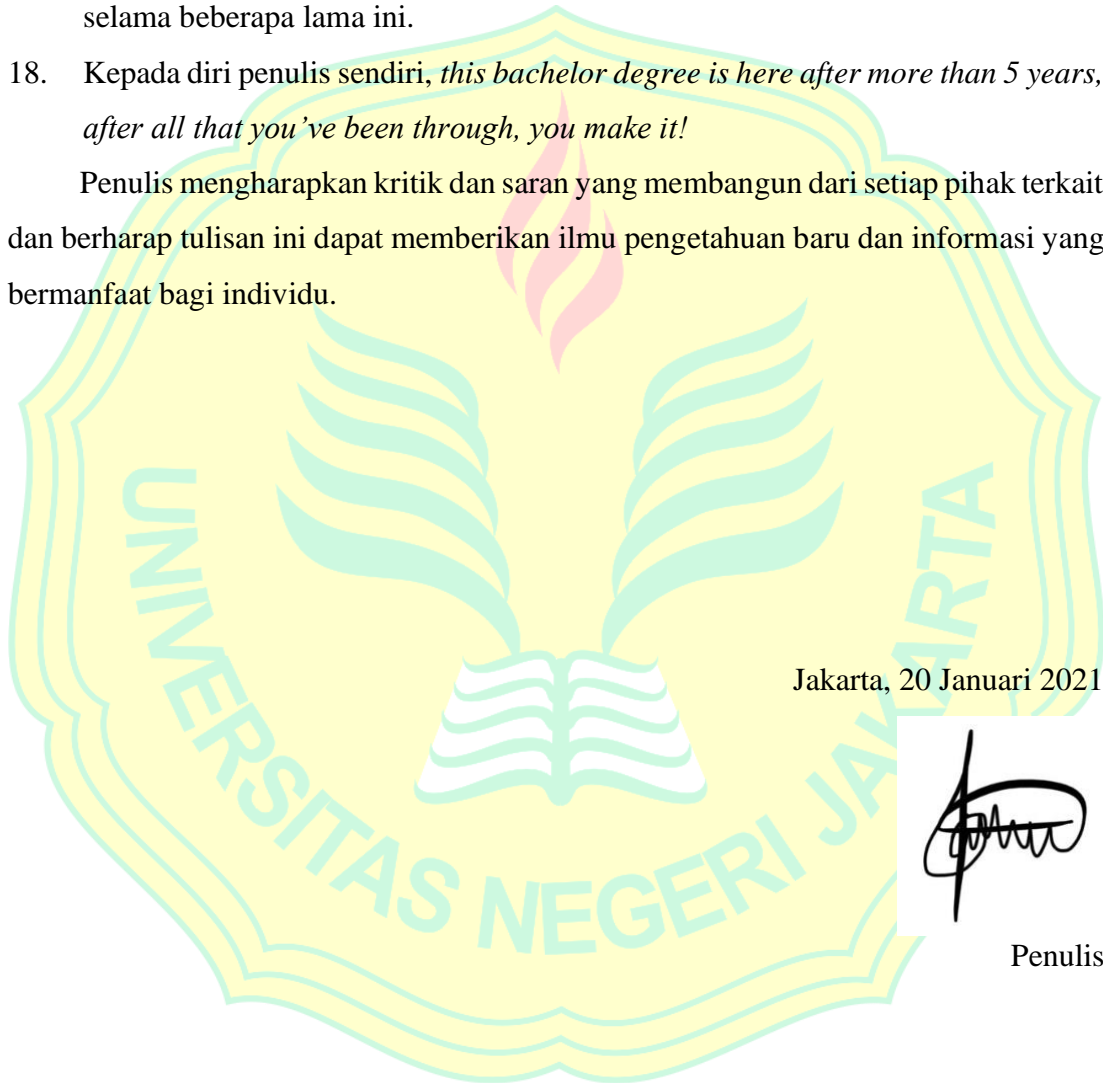 selama beberapa lama ini.
18. Kepada diri penulis sendiri, this bachelor degree is here after more than 5 years,
after all that you've been through, you make it!
Penulis mengharapkan kritik dan saran yang membangun dari setiap pihak terkait
dan berharap tulisan ini dapat memberikan ilmu pengetahuan baru dan informasi yang
bermanfaat bagi individu.
UNIVERSITAS NEGERI JAKARTA
Jakarta, 20 Januari 2021
Penulis